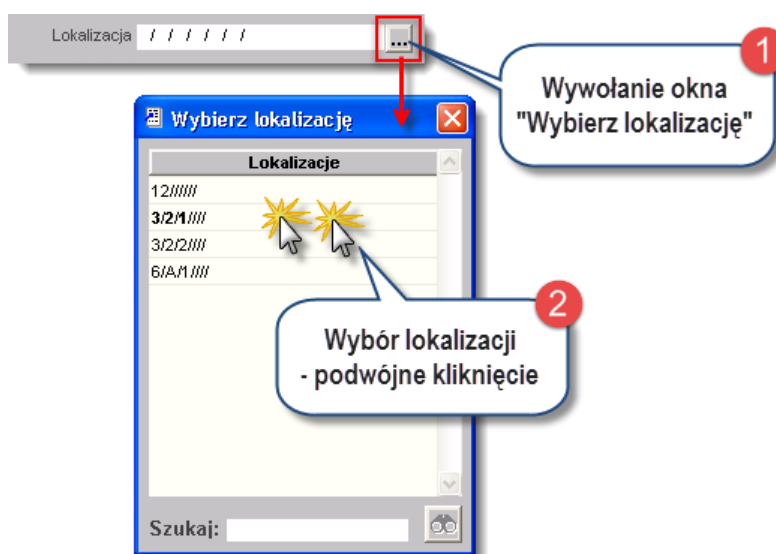 Lokalizacja / / / / / / ...
1
Wywołanie okna
"Wybierz lokalizację"
Wybierz lokalizację
Lokalizacje
12//////
3/2/1////
3/2/2////
6/A/1////
2
Wybór lokalizacji
- podwójne kliknięcie
Szukaj: